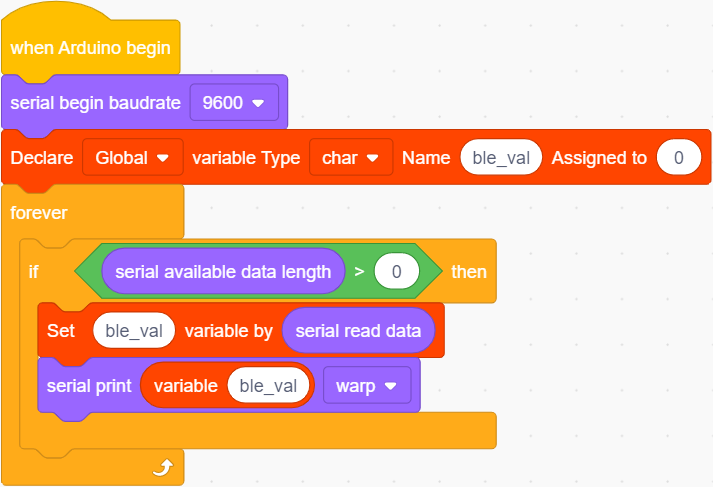 when Arduino begin
serial begin baudrate 9600
Declare Global variable Type char Name ble_val Assigned to 0
forever
if serial available data length > 0 then
Set ble_val variable by serial read data
serial print variable ble_val warp